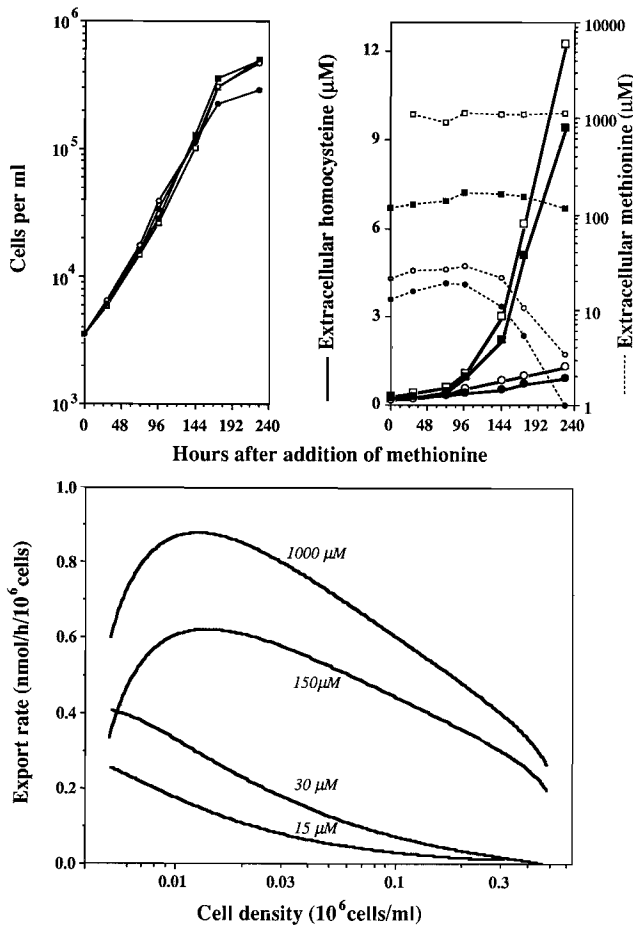 10^6
10^5
10^4
10^3
Cells per ml
0 48 96 144 192 240
12
9
6
3
0
Extracellular homocysteine (μM)
10000
1000
100
10
1
Extracellular methionine (μM)
0 48 96 144 192 240
Hours after addition of methionine
1.0
0.8
0.6
0.4
0.2
0.0
Export rate (nmol/h/10^6 cells)
1000 μM
150μM
30 μM
15 μM
0.01 0.03 0.1 0.3
Cell density (10^6 cells/ml)